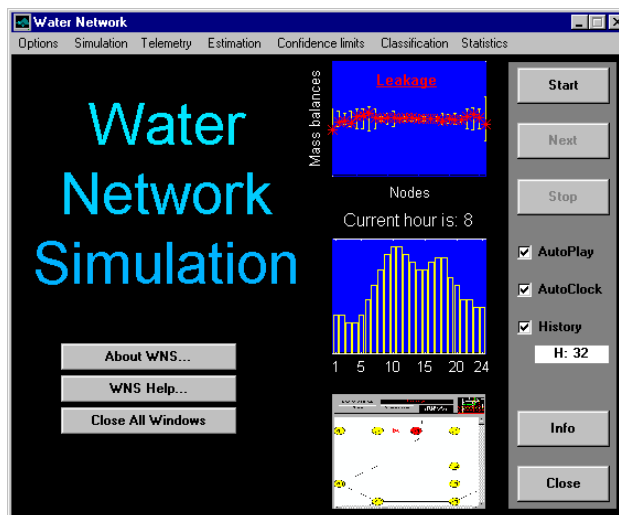 Water Network
Options Simulation Telemetry Estimation Confidence limits Classification Statistics
Water
Network
Simulation
About WNS...
WNS Help...
Close All Windows
Leakage
Mass balances
Nodes
Current hour is: 8
1 5 10 15 20 24
Start
Next
Stop
AutoPlay
AutoClock
History
H: 32
Info
Close